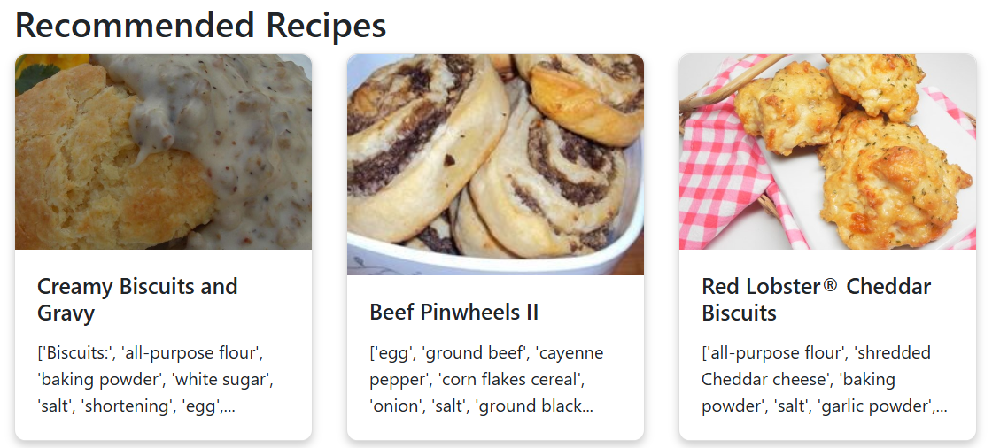 Recommended Recipes
Creamy Biscuits and
Gravy
['Biscuits:', 'all-purpose flour',
'baking powder', 'white sugar',
'salt', 'shortening', 'egg',...
Beef Pinwheels II
['egg', 'ground beef', 'cayenne
pepper', 'corn flakes cereal',
'onion', 'salt', 'ground black...
Red Lobster® Cheddar
Biscuits
['all-purpose flour', 'shredded
Cheddar cheese', 'baking
powder', 'salt', 'garlic powder',...